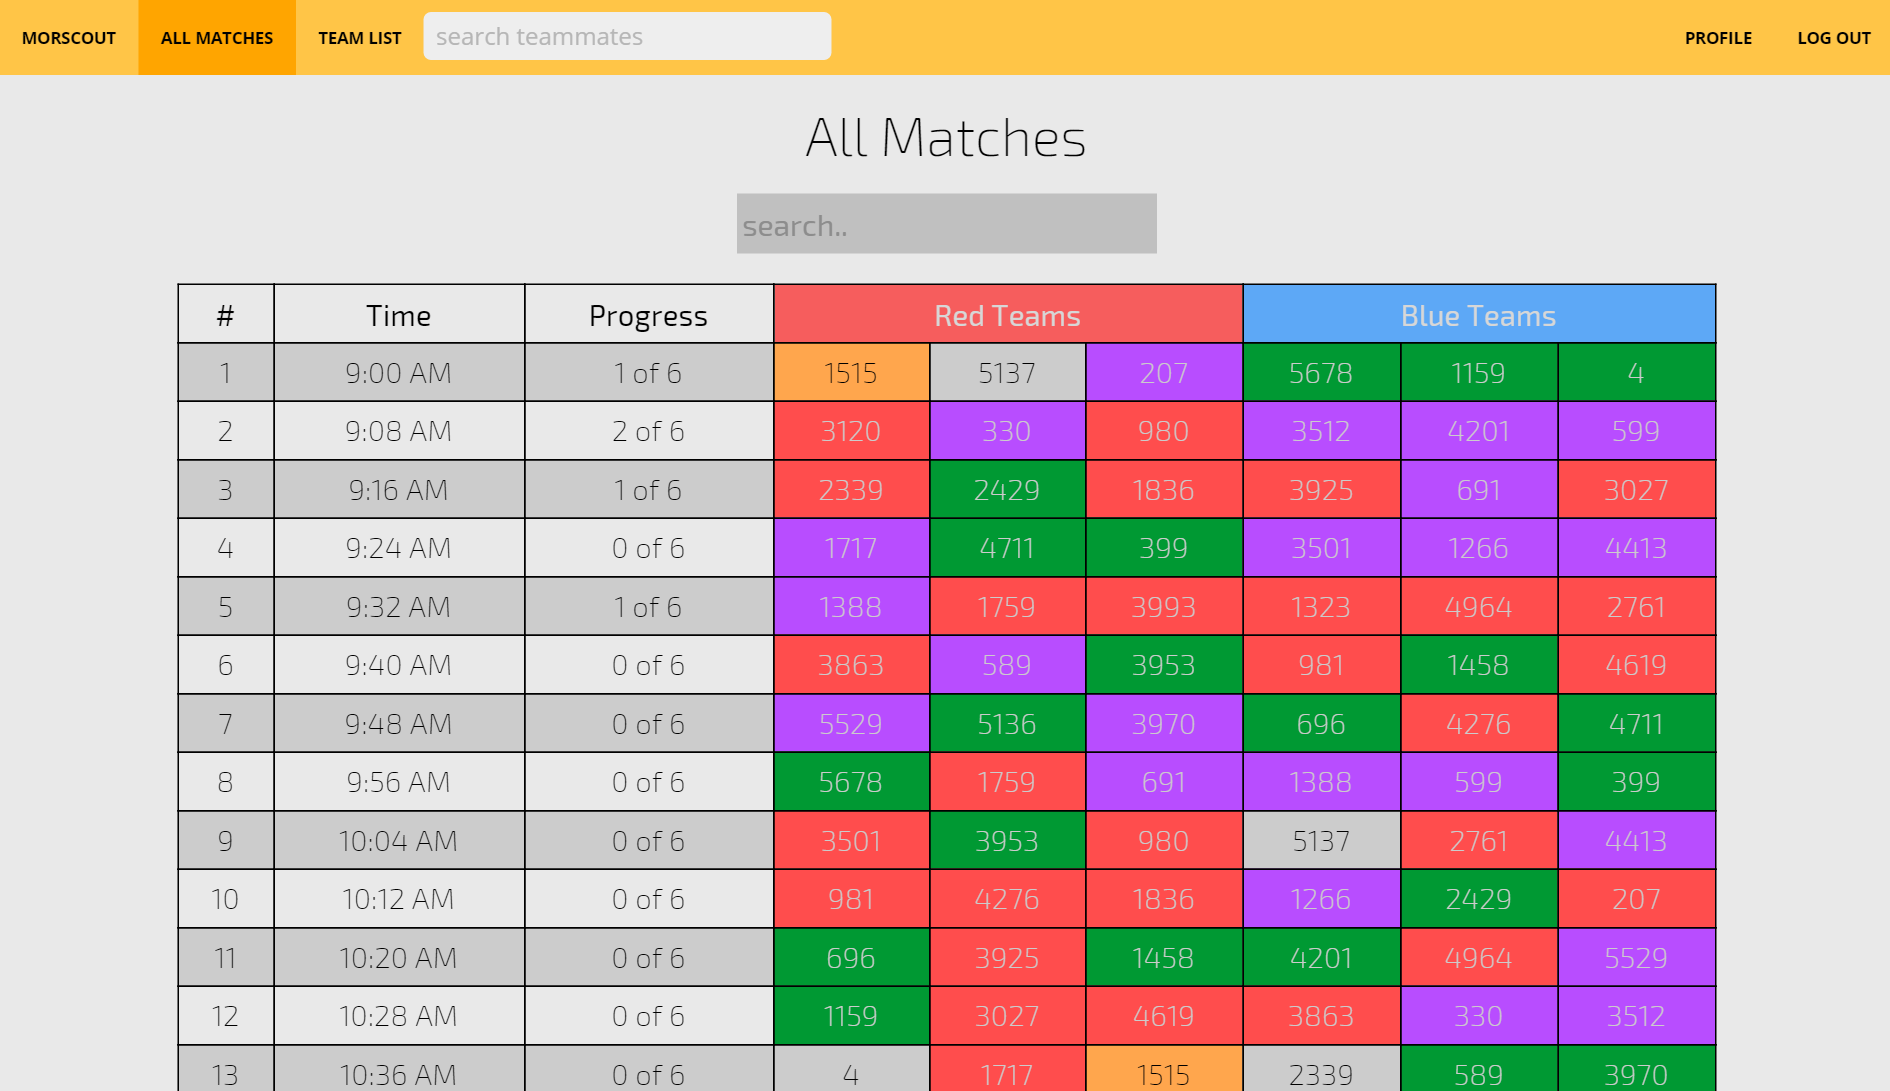 MORSCOUT ALL MATCHES TEAM LIST search teammates PROFILE LOG OUT
All Matches
search..
# Time Progress Red Teams Blue Teams
1 9:00 AM 1 of 6 1515 5137 207 5678 1159 4
2 9:08 AM 2 of 6 3120 330 980 3512 4201 599
3 9:16 AM 1 of 6 2339 2429 1836 3925 691 3027
4 9:24 AM 0 of 6 1717 4711 399 3501 1266 4413
5 9:32 AM 1 of 6 1388 1759 3993 1323 4964 2761
6 9:40 AM 0 of 6 3863 589 3953 981 1458 4619
7 9:48 AM 0 of 6 5529 5136 3970 696 4276 4711
8 9:56 AM 0 of 6 5678 1759 691 1388 599 399
9 10:04 AM 0 of 6 3501 3953 980 5137 2761 4413
10 10:12 AM 0 of 6 981 4276 1836 1266 2429 207
11 10:20 AM 0 of 6 696 3925 1458 4201 4964 5529
12 10:28 AM 0 of 6 1159 3027 4619 3863 330 3512
13 10:36 AM 0 of 6 4 1717 1515 2339 589 3970